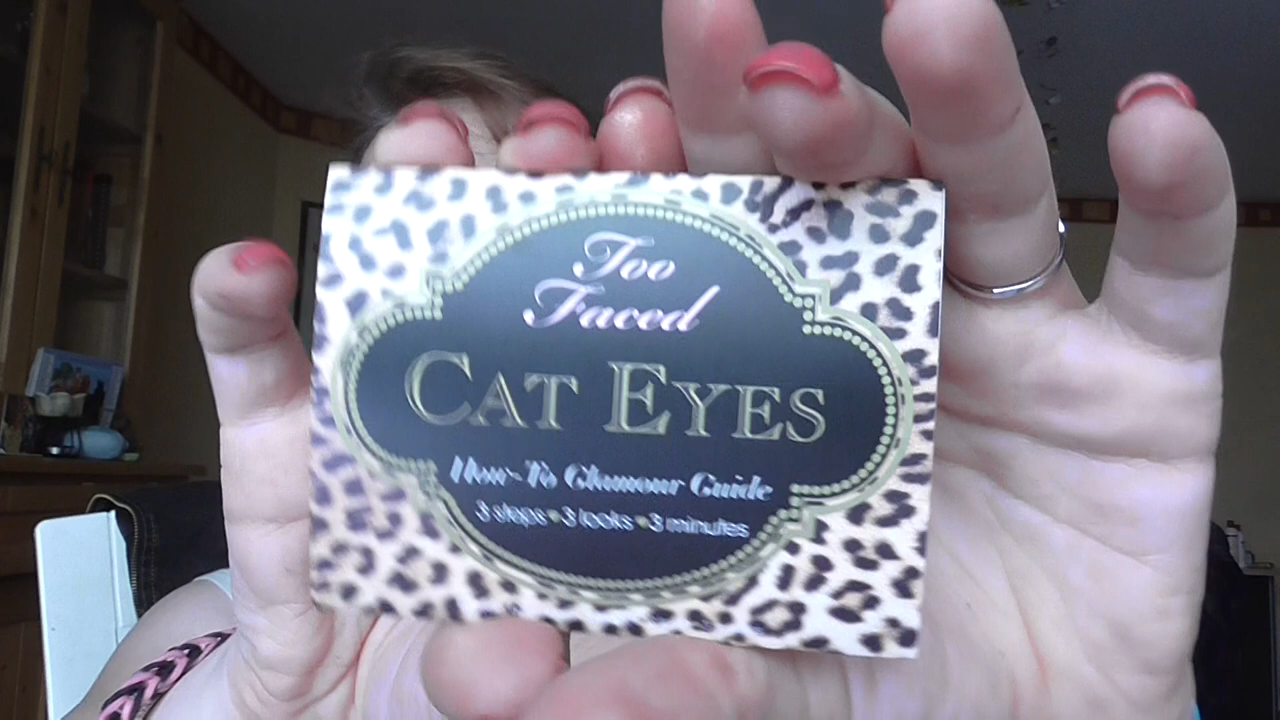 Too
Faced
CAT EYES
How-To Glamour Guide
3 steps • 3 looks • 3 minutes